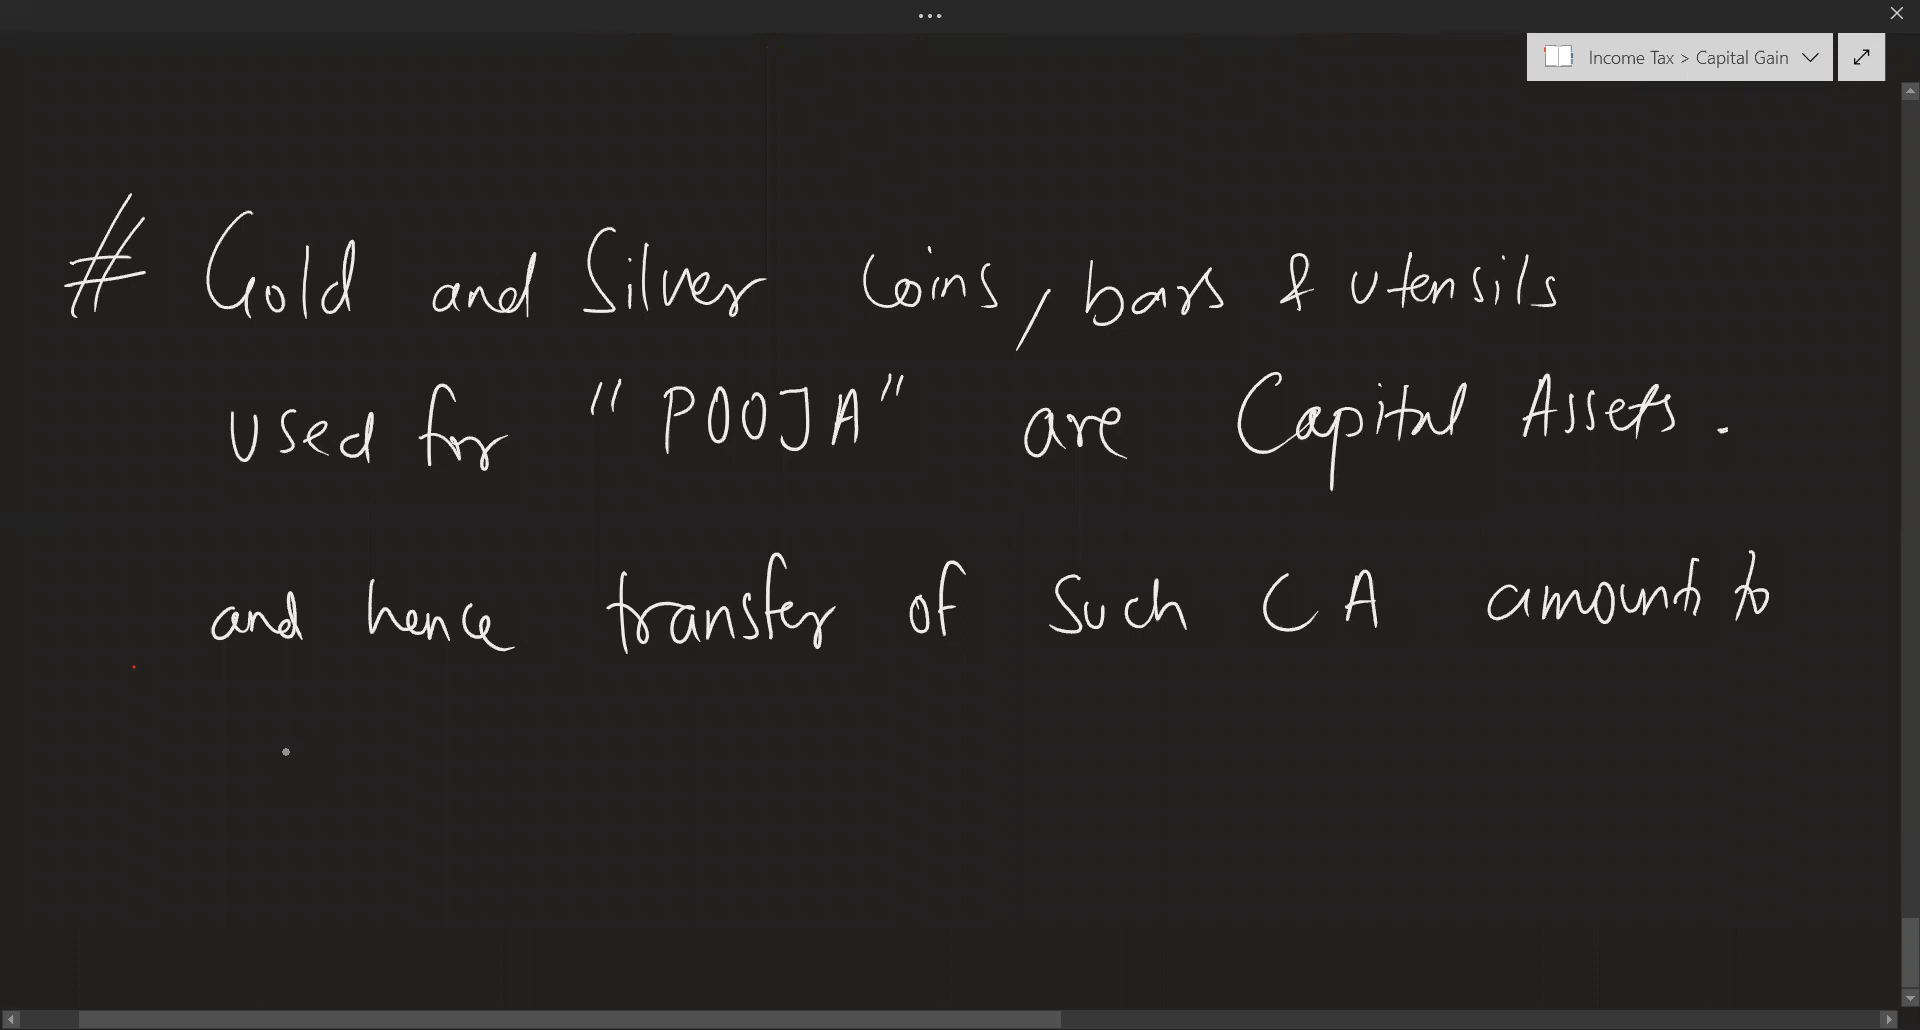 Income Tax > Capital Gain
# Gold and Silver Coins, bars & utensils
used for "POOJA" are Capital Assets.
and hence transfer of such CA amounts to